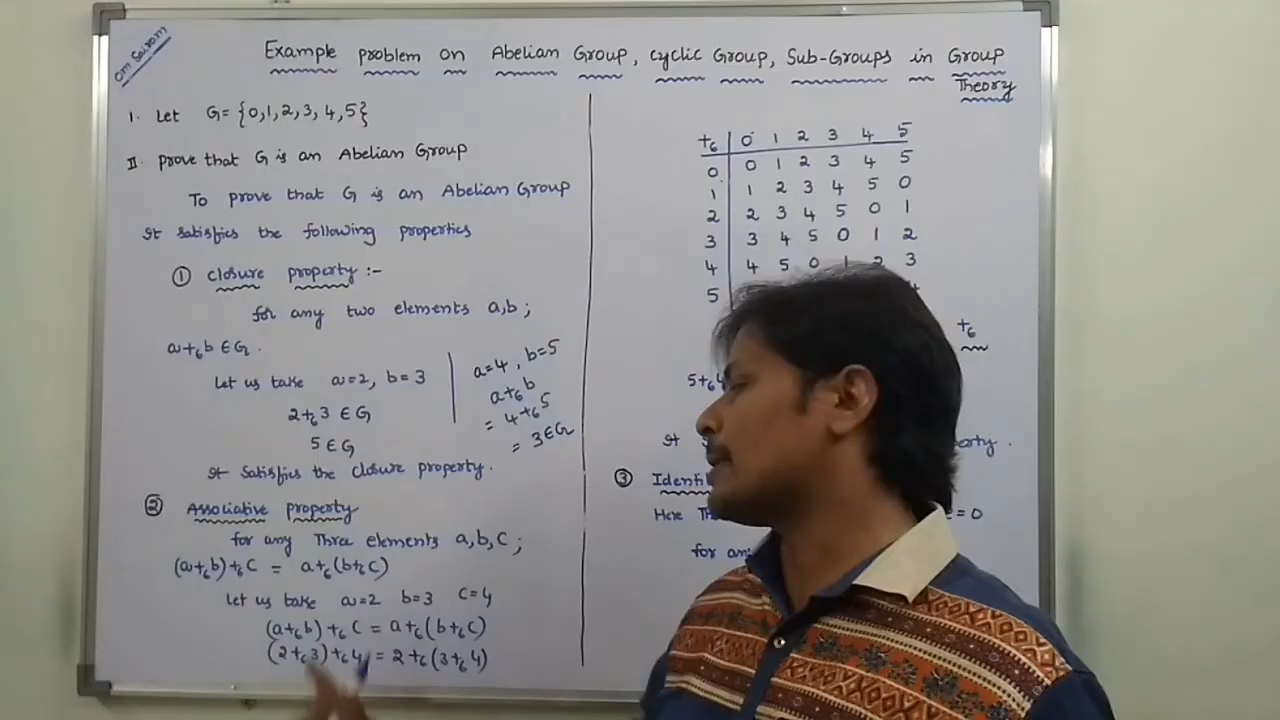 Om Sairam
Example problem on Abelian Group, cyclic Group, Sub-Groups in Group
Theory
I. Let G = {0,1,2,3,4,5}
II. prove that G is an Abelian Group
To prove that G is an Abelian Group
It satisfies the following properties
① closure property :-
for any two elements a,b ;
a+₆b ∈ G.
Let us take a=2, b=3
2+₆3 ∈ G
5 ∈ G
a=4, b=5
a+₆b
= 4+₆5
= 3∈G
It satisfies the closure property.
② Associative property
for any Three elements a,b,c ;
(a+₆b)+₆c = a+₆(b+₆c)
Let us take a=2 b=3 c=4
(a+₆b)+₆c = a+₆(b+₆c)
(2+₆3)+₆4 = 2+₆(3+₆4)
+₆ 0 1 2 3 4 5
0 0 1 2 3 4 5
1 1 2 3 4 5 0
2 2 3 4 5 0 1
3 3 4 5 0 1 2
4 4 5 0 1 2 3
5
+₆
5+₆4
It
③
Here = 0
for